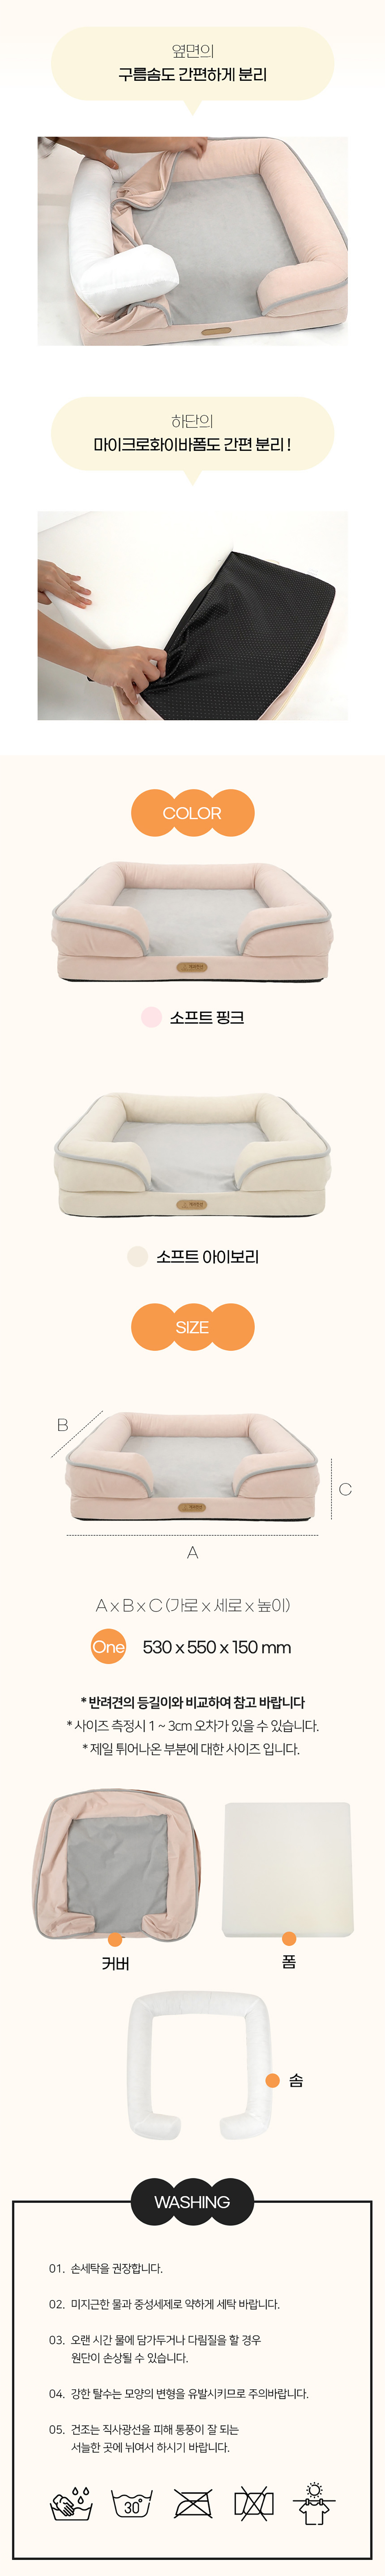 옆면의
구름솜도 간편하게 분리
하단의
마이크로화이바폼도 간편 분리 !
COLOR
소프트 핑크
소프트 아이보리
SIZE
B
C
A
A x B x C (가로 x 세로 x 높이)
One 530 x 550 x 150 mm
* 반려견의 등길이와 비교하여 참고 바랍니다
* 사이즈 측정시 1 ~ 3cm 오차가 있을 수 있습니다.
* 제일 튀어나온 부분에 대한 사이즈 입니다.
커버
폼
솜
WASHING
01. 손세탁을 권장합니다.
02. 미지근한 물과 중성세제로 약하게 세탁 바랍니다.
03. 오랜 시간 물에 담가두거나 다림질을 할 경우
원단이 손상될 수 있습니다.
04. 강한 탈수는 모양의 변형을 유발시키므로 주의바랍니다.
05. 건조는 직사광선을 피해 통풍이 잘 되는
서늘한 곳에 뉘여서 하시기 바랍니다.
30°